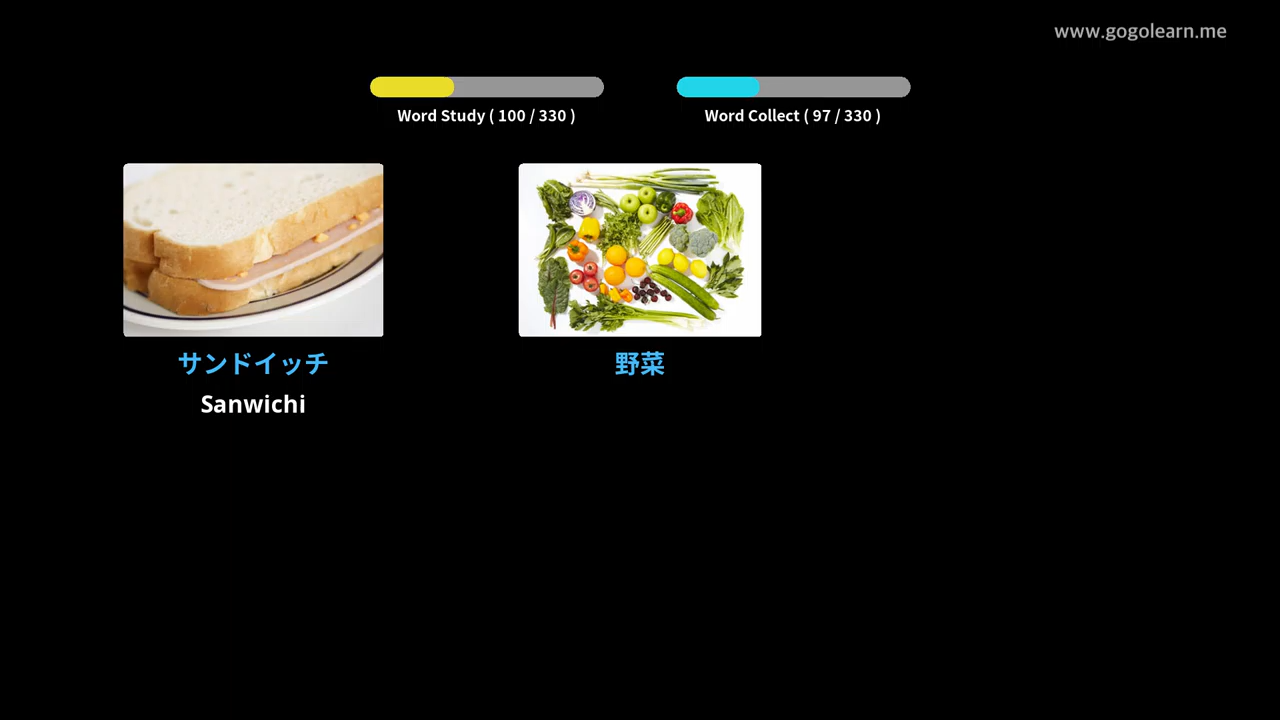 www.gogolearn.me
Word Study ( 100 / 330 )
Word Collect ( 97 / 330 )
サンドイッチ
Sanwichi
野菜